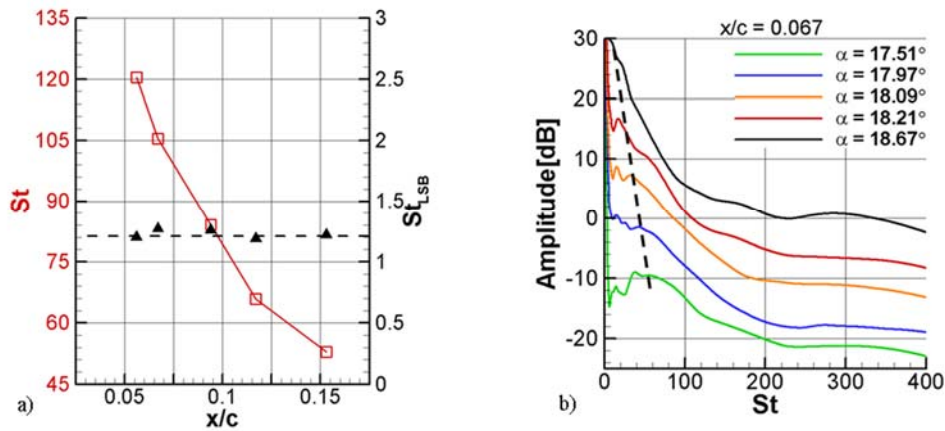 135
120
105
90
75
60
45
St
3
2.5
2
1.5
1
0.5
0
St_LSB
0.05 0.1 0.15
x/c
a)
x/c = 0.067
30
20
10
0
-10
-20
Amplitude[dB]
α = 17.51°
α = 17.97°
α = 18.09°
α = 18.21°
α = 18.67°
0 100 200 300 400
St
b)